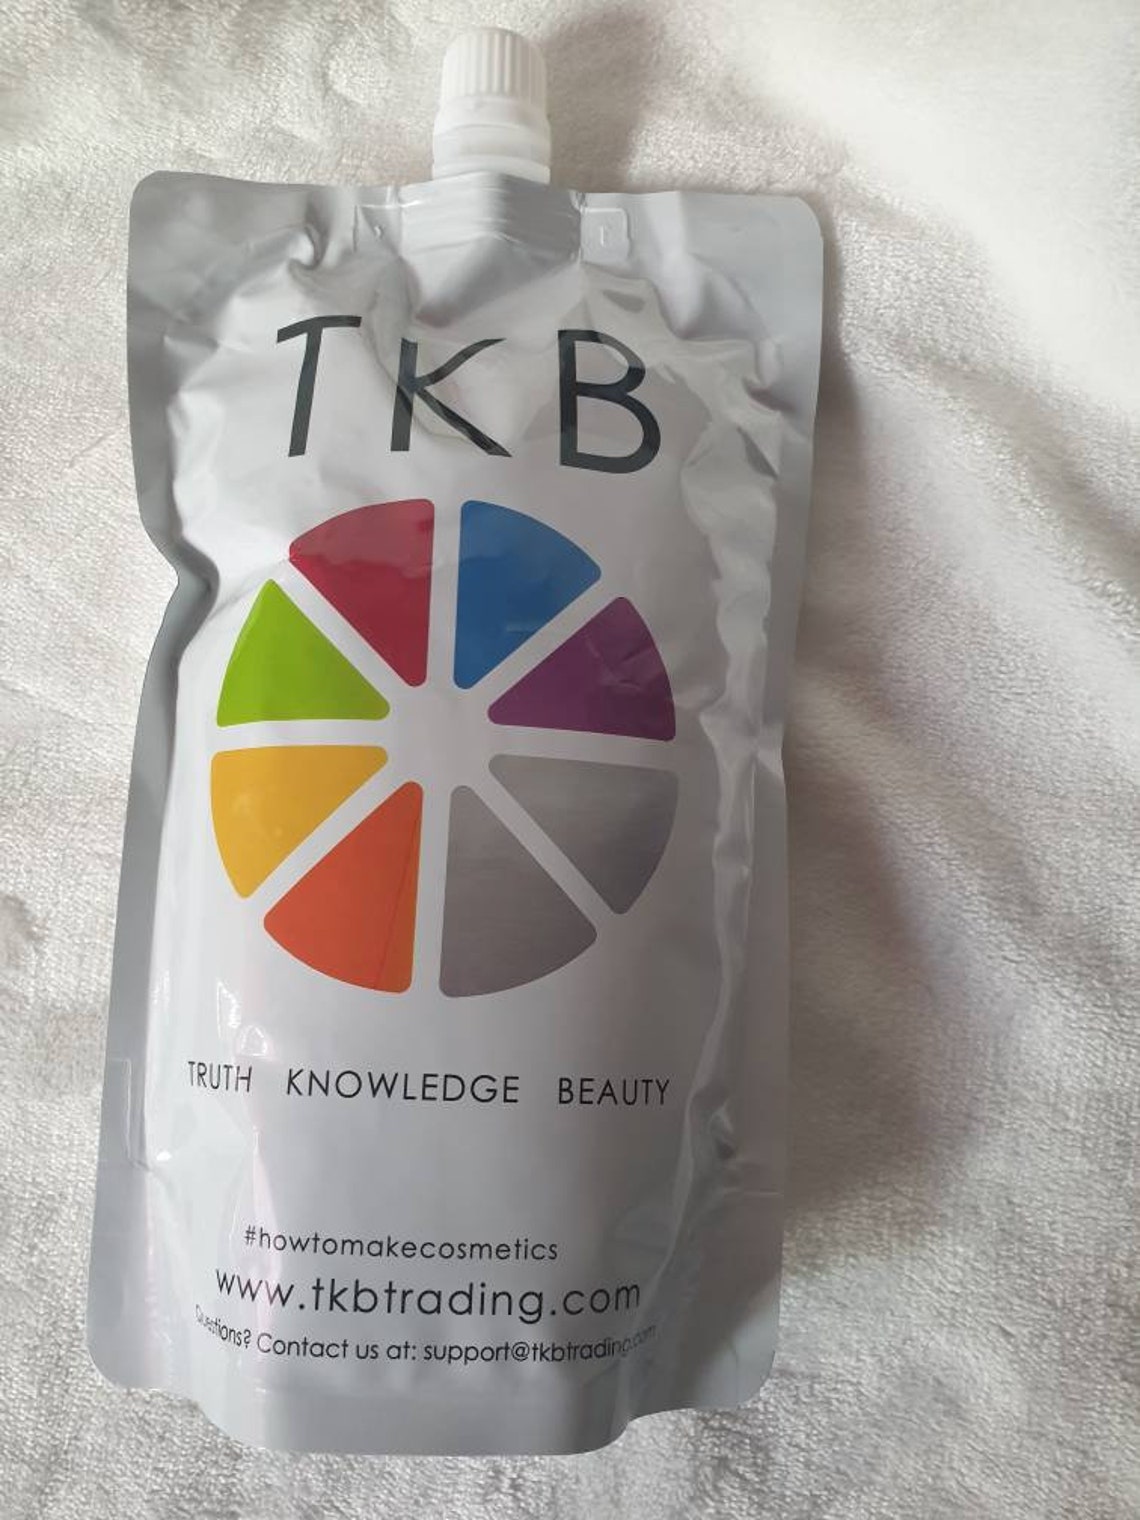 TKB
TRUTH KNOWLEDGE BEAUTY
#howtomakecosmetics
www.tkbtrading.com
Questions? Contact us at: support@tkbtrading.com